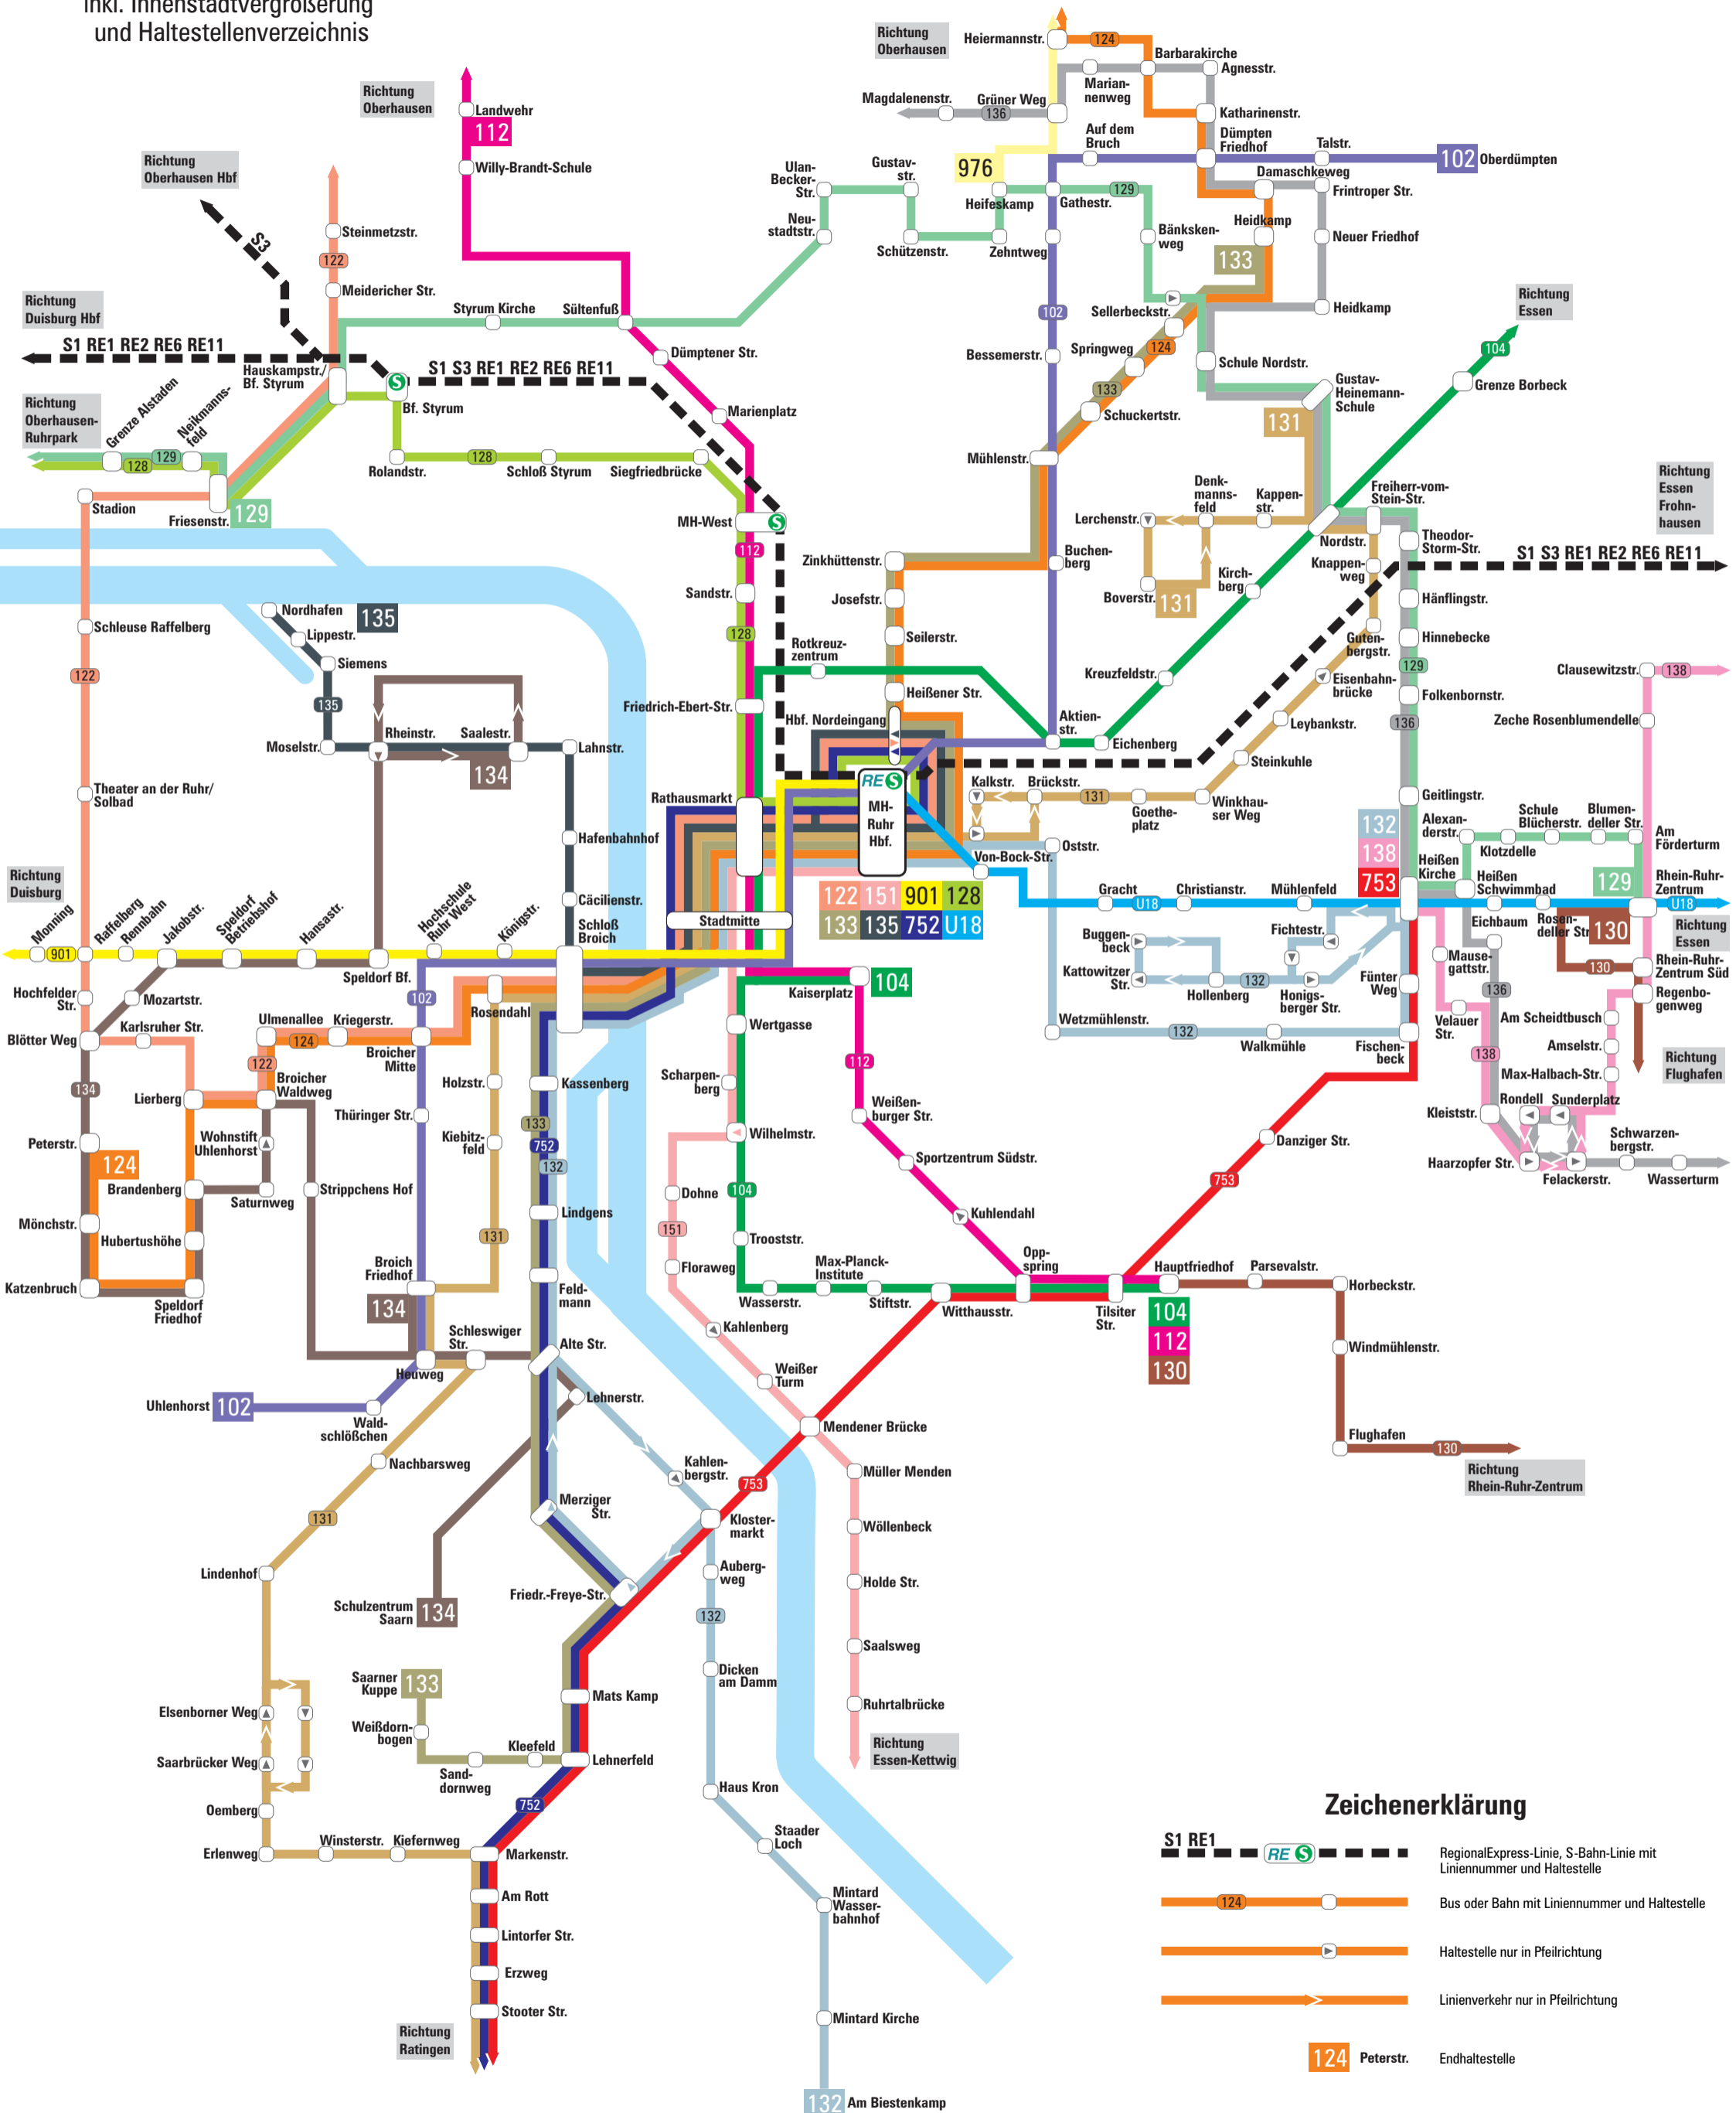 inkl. Innenstadtvergrößerung
und Haltestellenverzeichnis
Richtung
Oberhausen
Landwehr
112
Willy-Brandt-Schule
Richtung
Oberhausen Hbf
S3
Steinmetzstr.
122
Meidericher Str.
Richtung
Duisburg Hbf
S1 RE1 RE2 RE6 RE11
Hauskampstr./
Bf. Styrum
S
Bf. Styrum
S1 S3 RE1 RE2 RE6 RE11
Styrum Kirche
Sültenfuß
Dümptener Str.
Marienplatz
Richtung
Oberhausen-
Ruhrpark
Grenze Alstaden
Neikmanns-
feld
129
128
Rolandstr.
128
Schloß Styrum
Siegfriedbrücke
Stadion
Friesenstr.
129
MH-West
S
112
Richtung
Oberhausen
Heiermannstr.
124
Barbarakirche
Agnesstr.
Marian-
nenweg
Magdalenenstr.
Grüner Weg
136
Katharinenstr.
Auf dem
Bruch
Dümpten
Friedhof
Talstr.
102
Oberdümpten
976
Damaschkeweg
Frintroper Str.
Ulan-
Becker-
Str.
Gustav-
str.
Heifeskamp
Gathestr.
129
Neu-
stadtstr.
Schützenstr.
Zehntweg
Bänksken-
weg
Heidkamp
Neuer Friedhof
133
Sellerbeckstr.
Heidkamp
102
Bessemerstr.
Springweg
124
Schule Nordstr.
133
Schuckertstr.
Gustav-
Heinemann-
Schule
131
Richtung
Essen
104
Grenze Borbeck
Mühlenstr.
Denk-
manns-
feld
Kappen-
str.
Freiherr-vom-
Stein-Str.
Lerchenstr.
Nordstr.
Theodor-
Storm-Str.
Richtung
Essen
Frohn-
hausen
S1 S3 RE1 RE2 RE6 RE11
Zinkhüttenstr.
Buchen-
berg
Boverstr.
131
Kirch-
berg
Knappen-
weg
Hänflingstr.
Sandstr.
Josefstr.
Guten-
bergstr.
Hinnebecke
128
Seilerstr.
Rotkreuz-
zentrum
Kreuzfeldstr.
Eisenbahn-
brücke
129
Clausewitzstr.
138
Nordhafen
135
Lippestr.
Schleuse Raffelberg
Siemens
122
135
Friedrich-Ebert-Str.
Heißener Str.
Hbf. Nordeingang
Aktien-
str.
Eichenberg
Leybankstr.
Folkenbornstr.
136
Zeche Rosenblumendelle
Moselstr.
Rheinstr.
Saalestr.
Lahnstr.
134
Steinkuhle
RE S
MH-
Ruhr
Hbf.
Kalkstr.
Brückstr.
131
Goethe-
platz
Winkhau-
ser Weg
Geitlingstr.
Theater an der Ruhr/
Solbad
Rathausmarkt
Hafenbahnhof
Von-Bock-Str.
Oststr.
132
138
753
Alexan-
derstr.
Schule
Blücherstr.
Blumen-
deller Str.
Klotzdelle
Am
Förderturm
Heißen
Kirche
Heißen
Schwimmbad
129
Rhein-Ruhr-
Zentrum
U18
Richtung
Essen
122 151 901 128
133 135 752 U18
Stadtmitte
Gracht
U18
Christianstr.
Mühlenfeld
Eichbaum
Rosen-
deller Str.
130
Richtung
Duisburg
Monning
901
Raffelberg
Rennbahn
Jakobstr.
Speldorf
Betriebshof
Hansastr.
Speldorf Bf.
Hochschule
Ruhr West
Königstr.
Cäcilienstr.
Schloß
Broich
Buggen-
beck
Fichtestr.
Kattowitzer
Str.
Hollenberg
132
Honigs-
berger Str.
Fünter
Weg
Mause-
gattstr.
136
130
Rhein-Ruhr-
Zentrum Süd
Regenbo-
genweg
Hochfelder
Str.
Mozartstr.
102
Rosendahl
Kaiserplatz
104
Wetzmühlenstr.
132
Walkmühle
Fischen-
beck
Velauer
Str.
Am Scheidtbusch
138
Amselstr.
Richtung
Flughafen
Max-Halbach-Str.
Blötter Weg
Karlsruher Str.
Ulmenallee
124
Kriegerstr.
Broicher
Mitte
122
Broicher
Waldweg
134
Lierberg
Wertgasse
112
Scharpen-
berg
Weißen-
burger Str.
Kleiststr.
Rondell
Sunderplatz
Haarzopfer Str.
Felackerstr.
Schwarzen-
bergstr.
Wasserturm
Holzstr.
Kassenberg
Thüringer Str.
133
752
132
Kiebitz-
feld
Peterstr.
124
Wohnstift
Uhlenhorst
Wilhelmstr.
Sportzentrum Südstr.
Danziger Str.
753
Brandenberg
Saturnweg
Strippchens Hof
Dohne
104
Kuhlendahl
Mönchstr.
Hubertushöhe
131
Lindgens
151
Trooststr.
Katzenbruch
Speldorf
Friedhof
Broich
Friedhof
134
Feld-
mann
Floraweg
Wasserstr.
Max-Planck-
Institute
Stiftstr.
Witthausstr.
Opp-
spring
Tilsiter
Str.
Hauptfriedhof
104
112
130
Parsevalstr.
Horbeckstr.
Schleswiger
Str.
Alte Str.
Kahlenberg
Windmühlenstr.
Heuweg
Weißer
Turm
Uhlenhorst
102
Wald-
schlößchen
Lehnerstr.
Mendener Brücke
Flughafen
130
Richtung
Rhein-Ruhr-Zentrum
Nachbarsweg
Kahlen-
bergstr.
753
Müller Menden
131
Merziger
Str.
Kloster-
markt
Wöllenbeck
Lindenhof
Auberg-
weg
Holde Str.
Friedr.-Freye-Str.
132
Schulzentrum
Saarn
134
Saalsweg
Saarner
Kuppe
133
Dicken
am Damm
Elsenborner Weg
Weißdorn-
bogen
Mats Kamp
Ruhrtalbrücke
Saarbrücker Weg
Kleefeld
Sand-
dornweg
Lehnerfeld
Richtung
Essen-Kettwig
Oemberg
752
Haus Kron
Erlenweg
Winsterstr.
Kiefernweg
Markenstr.
Staader
Loch
Am Rott
Mintard
Wasser-
bahnhof
Lintorfer Str.
Erzweg
Stooter Str.
Mintard Kirche
Richtung
Ratingen
132
Am Biestenkamp
Zeichenerklärung
S1 RE1
RE S
RegionalExpress-Linie, S-Bahn-Linie mit
Liniennummer und Haltestelle
124
Bus oder Bahn mit Liniennummer und Haltestelle
Haltestelle nur in Pfeilrichtung
Linienverkehr nur in Pfeilrichtung
124
Peterstr.
Endhaltestelle